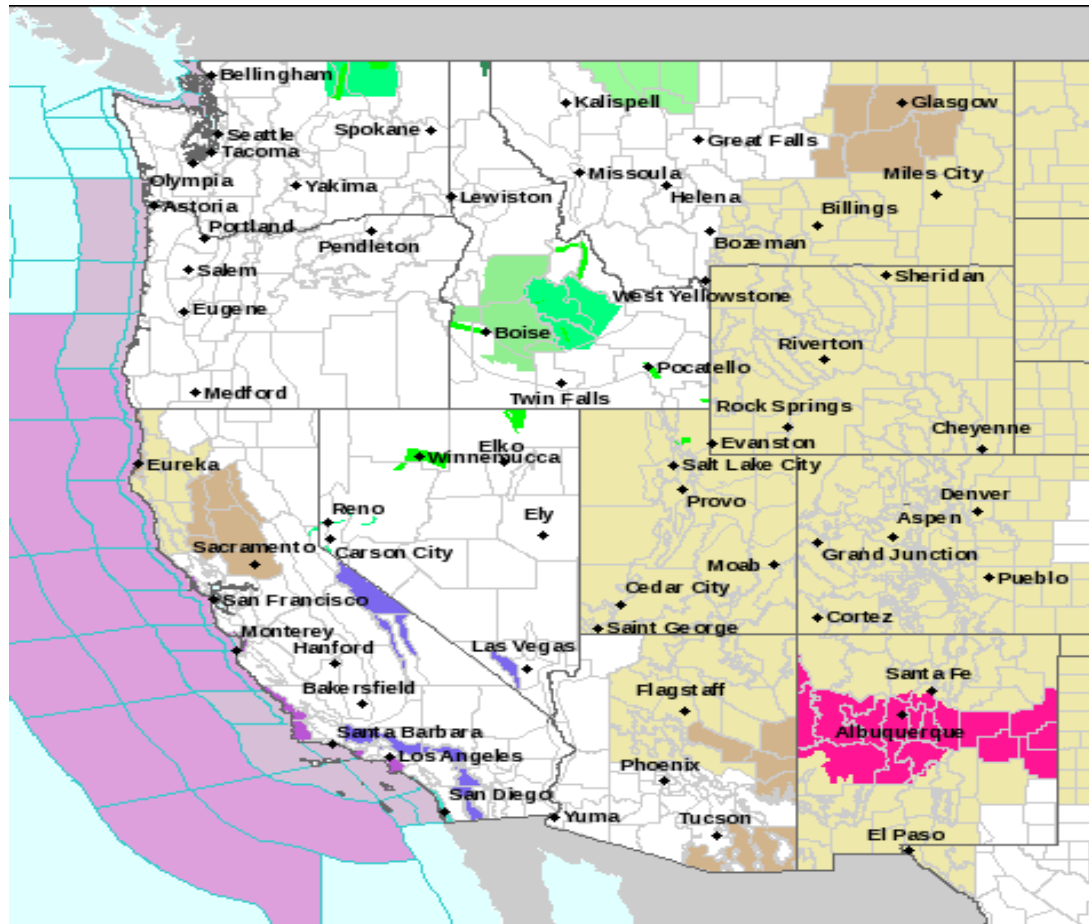 Bellingham
Kalispell
Glasgow
Seattle
Spokane
Great Falls
Tacoma
Missoula
Miles City
Olympia
Yakima
Lewiston
Helena
Astoria
Billings
Portland
Pendleton
Bozeman
Salem
Sheridan
West Yellowstone
Eugene
Boise
Riverton
Pocatello
Medford
Twin Falls
Rock Springs
Cheyenne
Elko
Evanston
Eureka
Winnemucca
Salt Lake City
Provo
Denver
Reno
Ely
Aspen
Sacramento
Carson City
Grand Junction
Moab
Pueblo
Cedar City
San Francisco
Cortez
Saint George
Monterey
Hanford
Las Vegas
Santa Fe
Bakersfield
Flagstaff
Santa Barbara
Albuquerque
Los Angeles
Phoenix
San Diego
Yuma
Tucson
El Paso